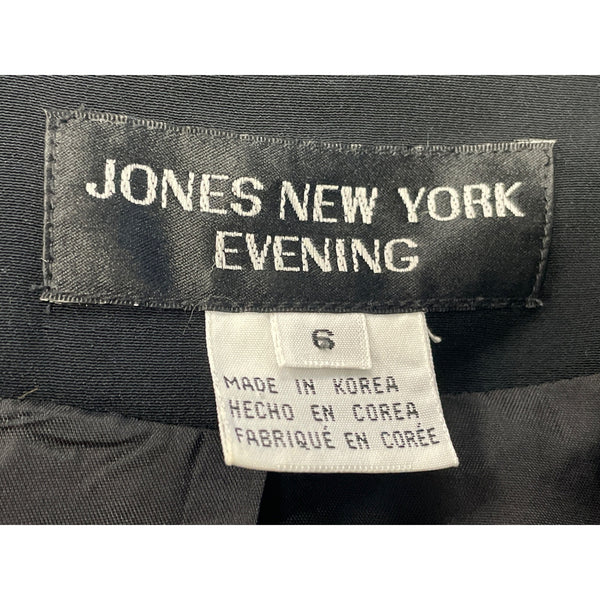 JONES NEW YORK
EVENING
6
MADE IN KOREA
HECHO EN COREA
FABRIQUÉ EN CORÉE